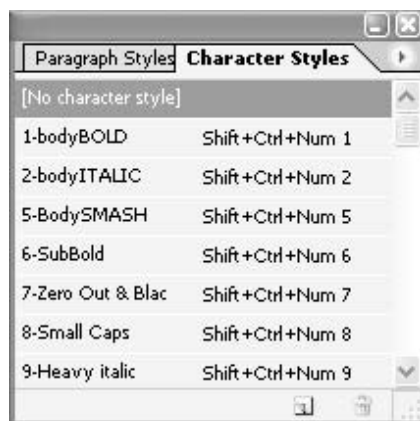 Paragraph Styles Character Styles
[No character style]
1-bodyBOLD Shift+Ctrl+Num 1
2-bodyITALIC Shift+Ctrl+Num 2
5-BodySMASH Shift+Ctrl+Num 5
6-SubBold Shift+Ctrl+Num 6
7-Zero Out & Blac Shift+Ctrl+Num 7
8-Small Caps Shift+Ctrl+Num 8
9-Heavy italic Shift+Ctrl+Num 9